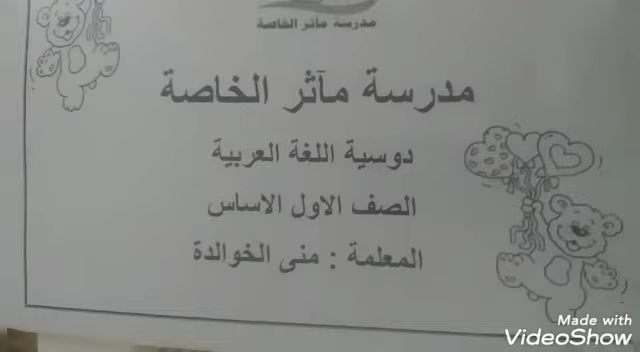 مدرسة مآثر الخاصة
مدرسة مآثر الخاصة
دوسية اللغة العربية
الصف الاول الاساس
المعلمة : منى الخوالدة
Made with
VideoShow